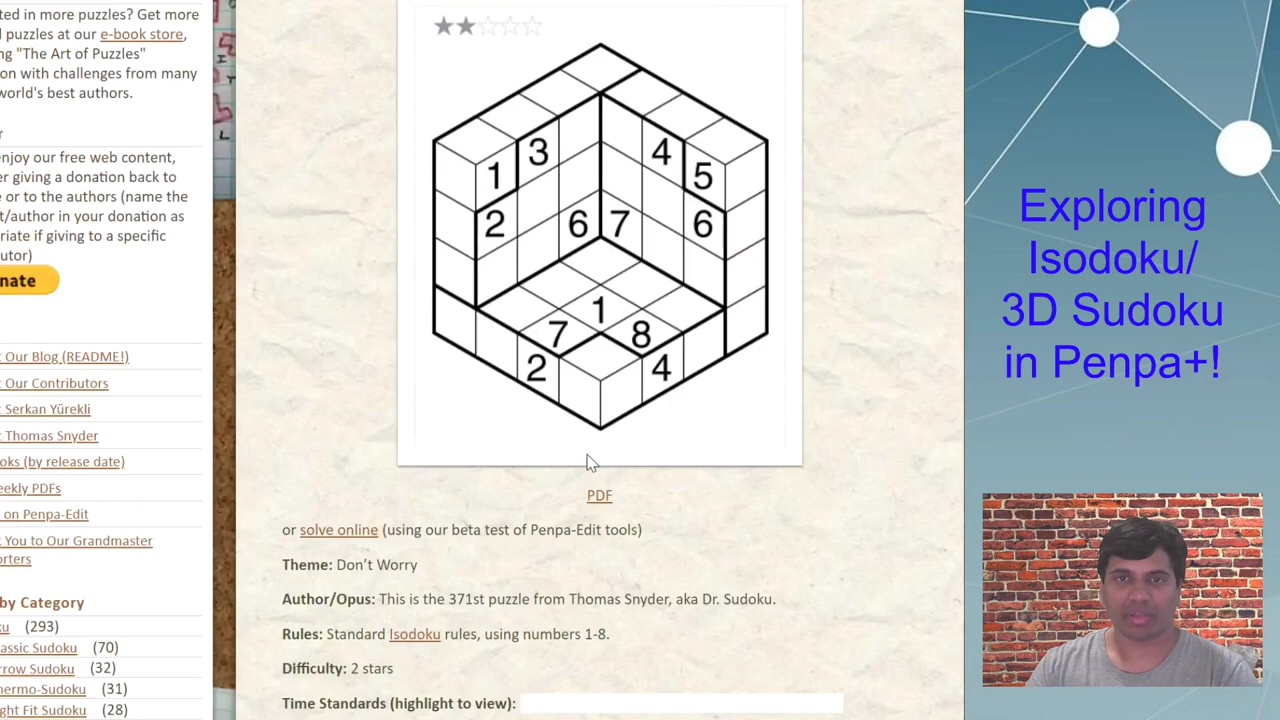 ted in more puzzles? Get more
d puzzles at our e-book store,
ng "The Art of Puzzles"
on with challenges from many
world's best authors.
r
enjoy our free web content,
er giving a donation back to
e or to the authors (name the
t/author in your donation as
riate if giving to a specific
utor)
nate
t Our Blog (README!)
t Our Contributors
t Serkan Yürekli
t Thomas Snyder
oks (by release date)
eekly PDFs
on Penpa-Edit
k You to Our Grandmaster
orters
by Category
ku (293)
assic Sudoku (70)
rrow Sudoku (32)
hermo-Sudoku (31)
ght Fit Sudoku (28)
3 4
1 5
2 6 7 6
1
7 8
2 4
PDF
or solve online (using our beta test of Penpa-Edit tools)
Theme: Don’t Worry
Author/Opus: This is the 371st puzzle from Thomas Snyder, aka Dr. Sudoku.
Rules: Standard Isodoku rules, using numbers 1-8.
Difficulty: 2 stars
Time Standards (highlight to view):
Exploring
Isodoku/
3D Sudoku
in Penpa+!